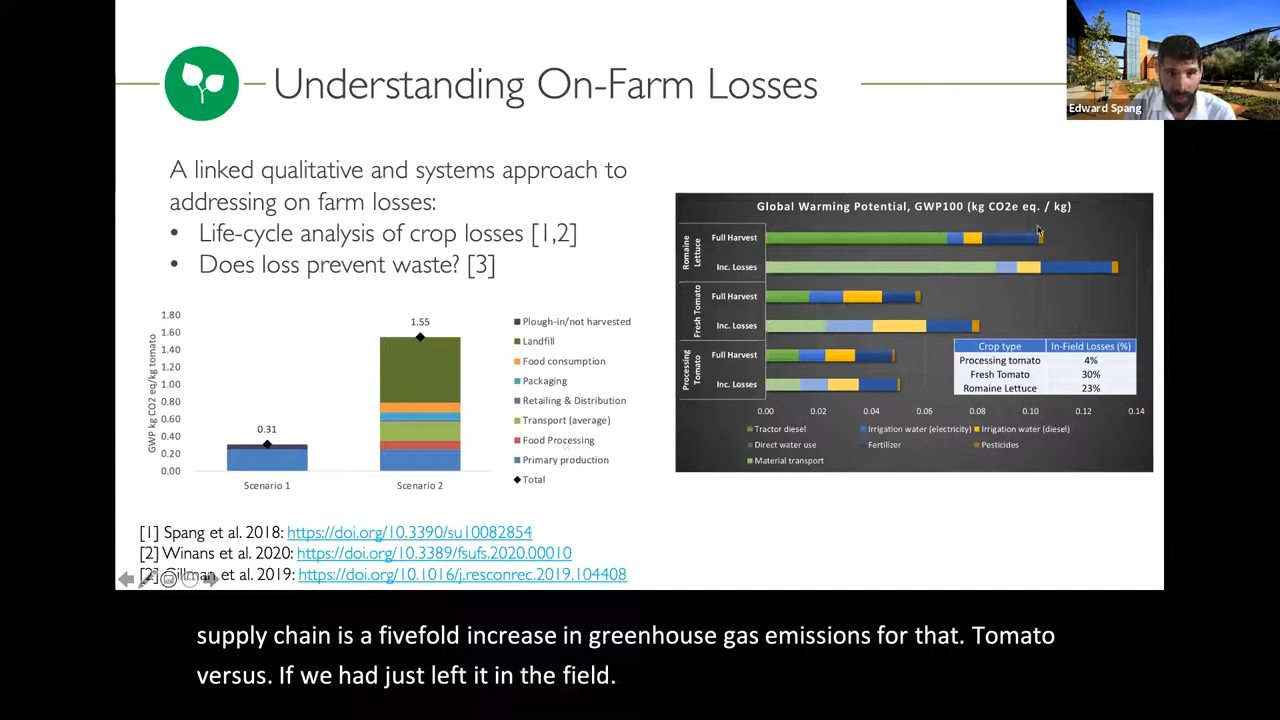 Understanding On-Farm Losses
Edward Spang
A linked qualitative and systems approach to
addressing on farm losses:
• Life-cycle analysis of crop losses [1,2]
• Does loss prevent waste? [3]
GWP kg CO2 eq/kg tomato
1.80
1.60
1.40
1.20
1.00
0.80
0.60
0.40
0.20
0.00
0.31
1.55
Scenario 1
Scenario 2
Plough-in/not harvested
Landfill
Food consumption
Packaging
Retailing & Distribution
Transport (average)
Food Processing
Primary production
Total
Global Warming Potential, GWP100 (kg CO2e eq. / kg)
Romaine
Lettuce
Full Harvest
Inc. Losses
Fresh Tomato
Full Harvest
Inc. Losses
Processing
Tomato
Full Harvest
Inc. Losses
Crop type In-Field Losses (%)
Processing tomato 4%
Fresh Tomato 30%
Romaine Lettuce 23%
0.00 0.02 0.04 0.06 0.08 0.10 0.12 0.14
Tractor diesel Irrigation water (electricity) Irrigation water (diesel)
Direct water use Fertilizer Pesticides
Material transport
[1] Spang et al. 2018: https://doi.org/10.3390/su10082854
[2] Winans et al. 2020: https://doi.org/10.3389/fsufs.2020.00010
et al. 2019: https://doi.org/10.1016/j.resconrec.2019.104408
supply chain is a fivefold increase in greenhouse gas emissions for that. Tomato
versus. If we had just left it in the field.